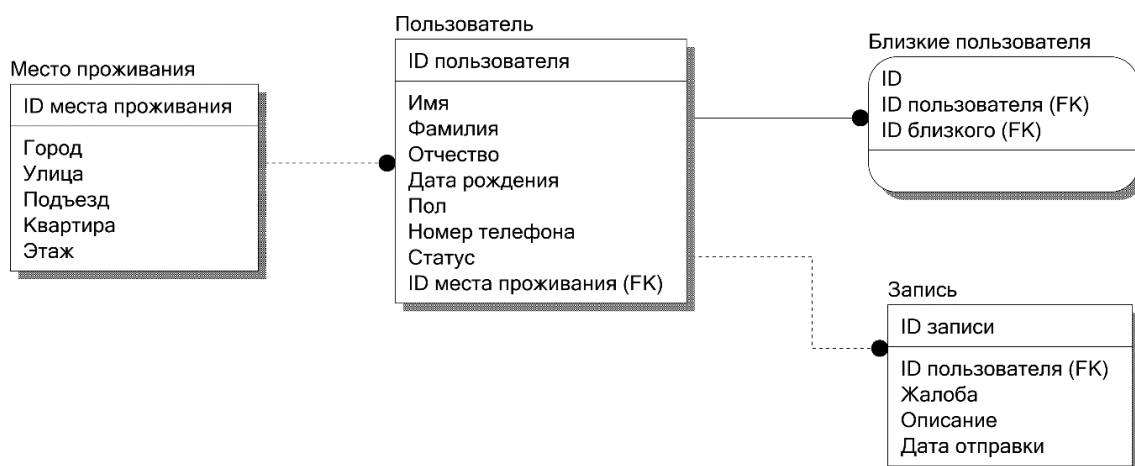 Место проживания
ID места проживания
Город
Улица
Подъезд
Квартира
Этаж
Пользователь
ID пользователя
Имя
Фамилия
Отчество
Дата рождения
Пол
Номер телефона
Статус
ID места проживания (FK)
Близкие пользователя
ID
ID пользователя (FK)
ID близкого (FK)
Запись
ID записи
ID пользователя (FK)
Жалоба
Описание
Дата отправки